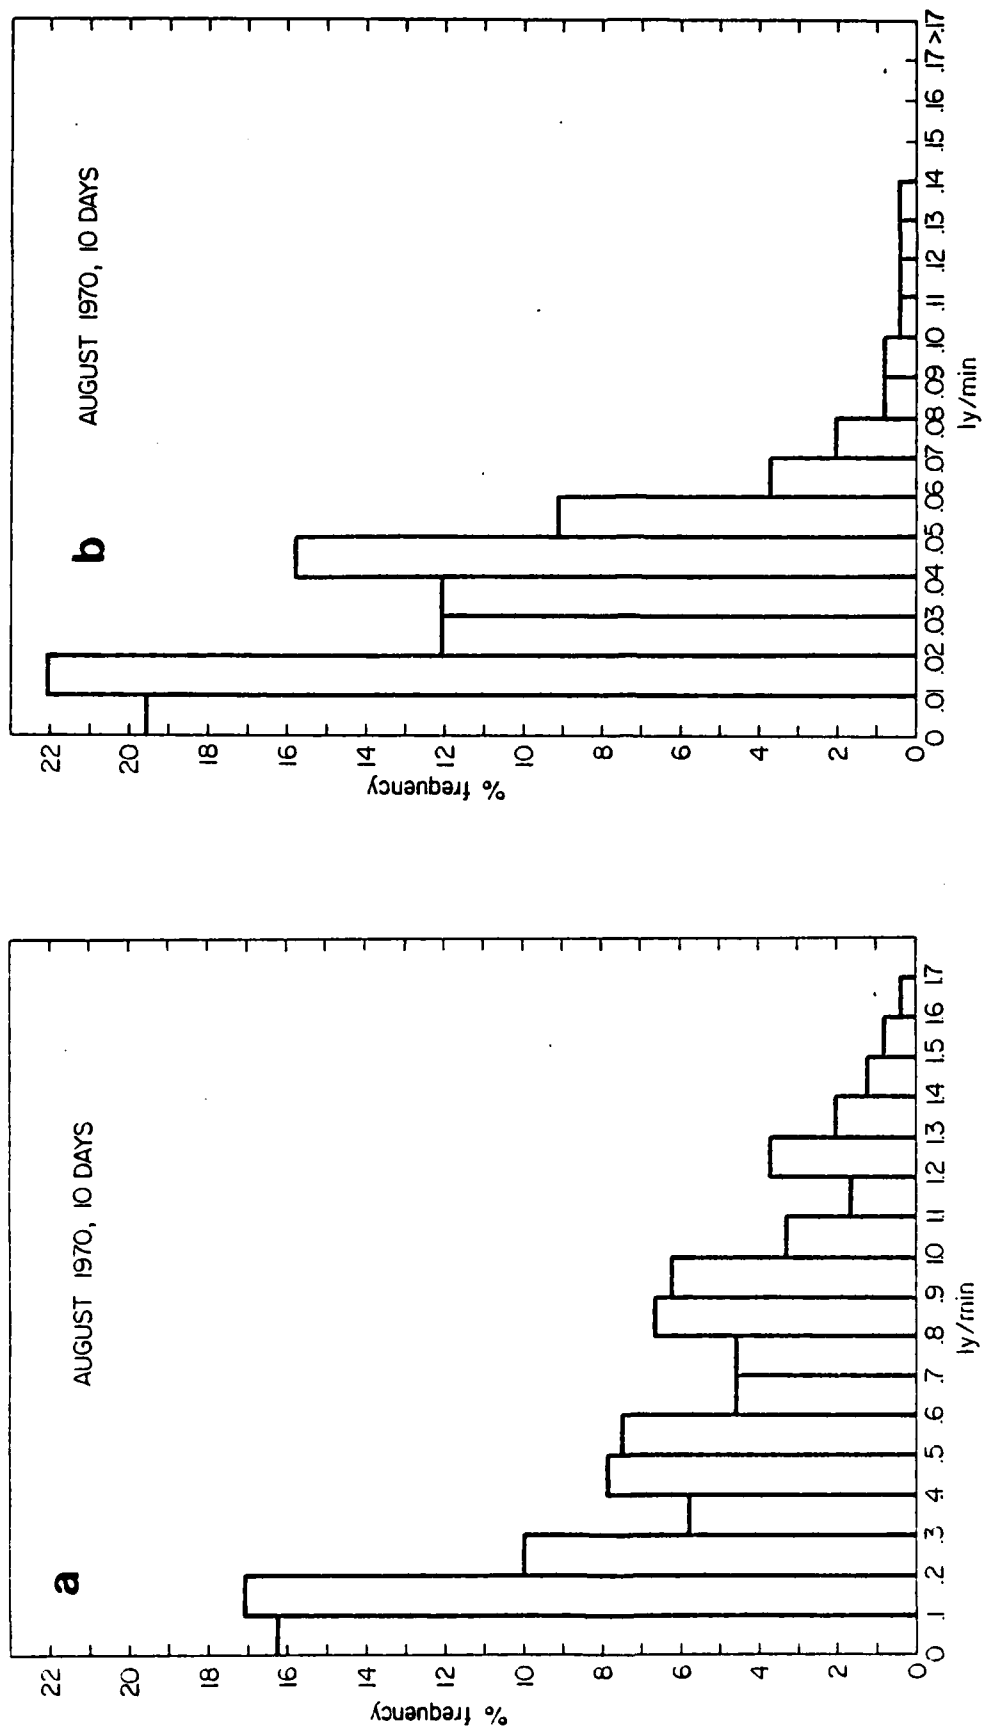 a
AUGUST 1970, 10 DAYS
% frequency
22
20
18
16
14
12
10
8
6
4
2
0
0 .1 .2 .3 .4 .5 .6 .7 .8 .9 1.0 1.1 1.2 1.3 1.4 1.5 1.6 1.7
ly/min
b
AUGUST 1970, 10 DAYS
% frequency
22
20
18
16
14
12
10
8
6
4
2
0
0 .01 .02 .03 .04 .05 .06 .07 .08 .09 .10 .11 .12 .13 .14 .15 .16 .17 >.17
ly/min